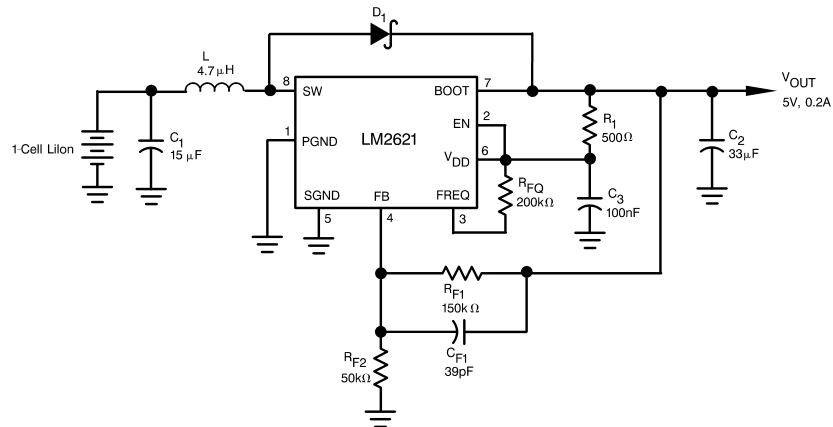 D1
L
4.7µH
8
SW
BOOT
7
VOUT
5V, 0.2A
1-Cell LiIon
C1
15 µF
1
PGND
LM2621
EN
2
VDD
6
R1
500Ω
C2
33µF
SGND
5
FB
4
FREQ
3
RFQ
200kΩ
C3
100nF
RF1
150k Ω
CF1
39pF
RF2
50kΩ